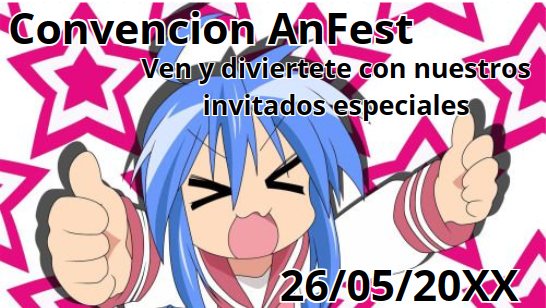 Convencion AnFest
Ven y diviertete con nuestros
invitados especiales
26/05/20XX